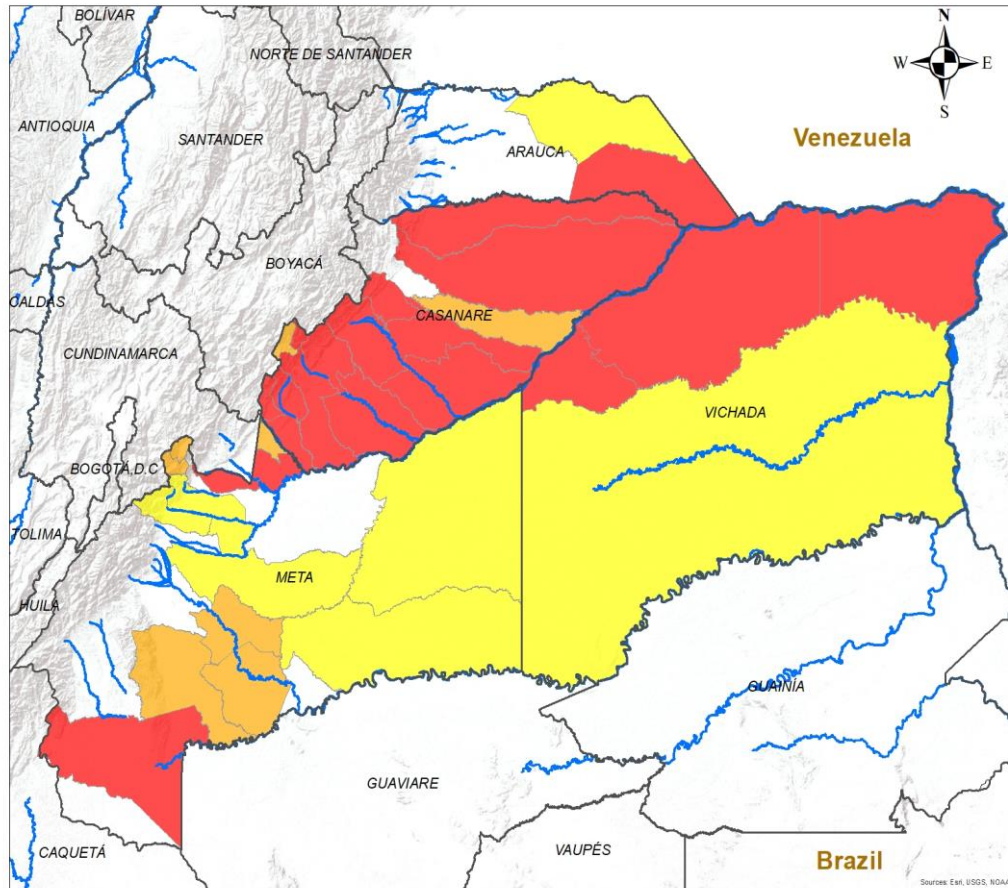 BOLÍVAR
N
NORTE DE SANTANDER
W
E
S
ANTIOQUIA
SANTANDER
ARAUCA
Venezuela
BOYACÁ
CALDAS
CASANARE
CUNDINAMARCA
VICHADA
BOGOTÁ D.C
TOLIMA
META
HUILA
GUAINÍA
GUAVIARE
VAUPÉS
CAQUETÁ
Brazil
Sources: Esri, USGS, NOAA